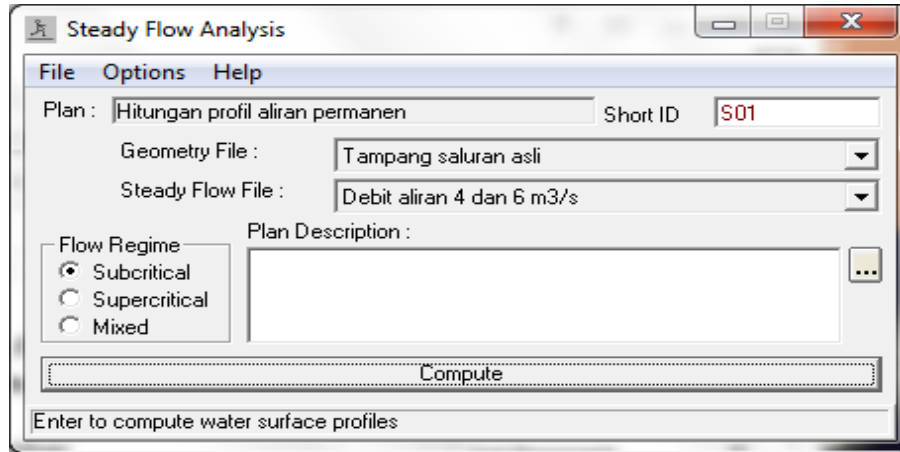 Steady Flow Analysis
File Options Help
Plan : Hitungan profil aliran permanen Short ID S01
Geometry File : Tampang saluran asli
Steady Flow File : Debit aliran 4 dan 6 m3/s
Plan Description :
Flow Regime
Subcritical
Supercritical
Mixed
...
Compute
Enter to compute water surface profiles